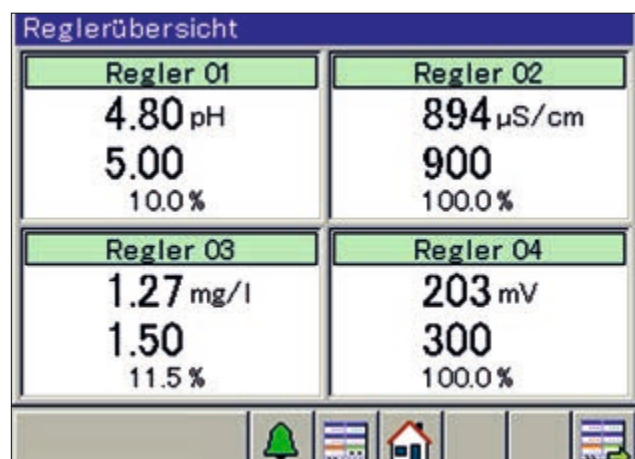 Reglerübersicht
Regler 01
4.80 pH
5.00
10.0 %
Regler 02
894 µS/cm
900
100.0 %
Regler 03
1.27 mg/l
1.50
11.5 %
Regler 04
203 mV
300
100.0 %